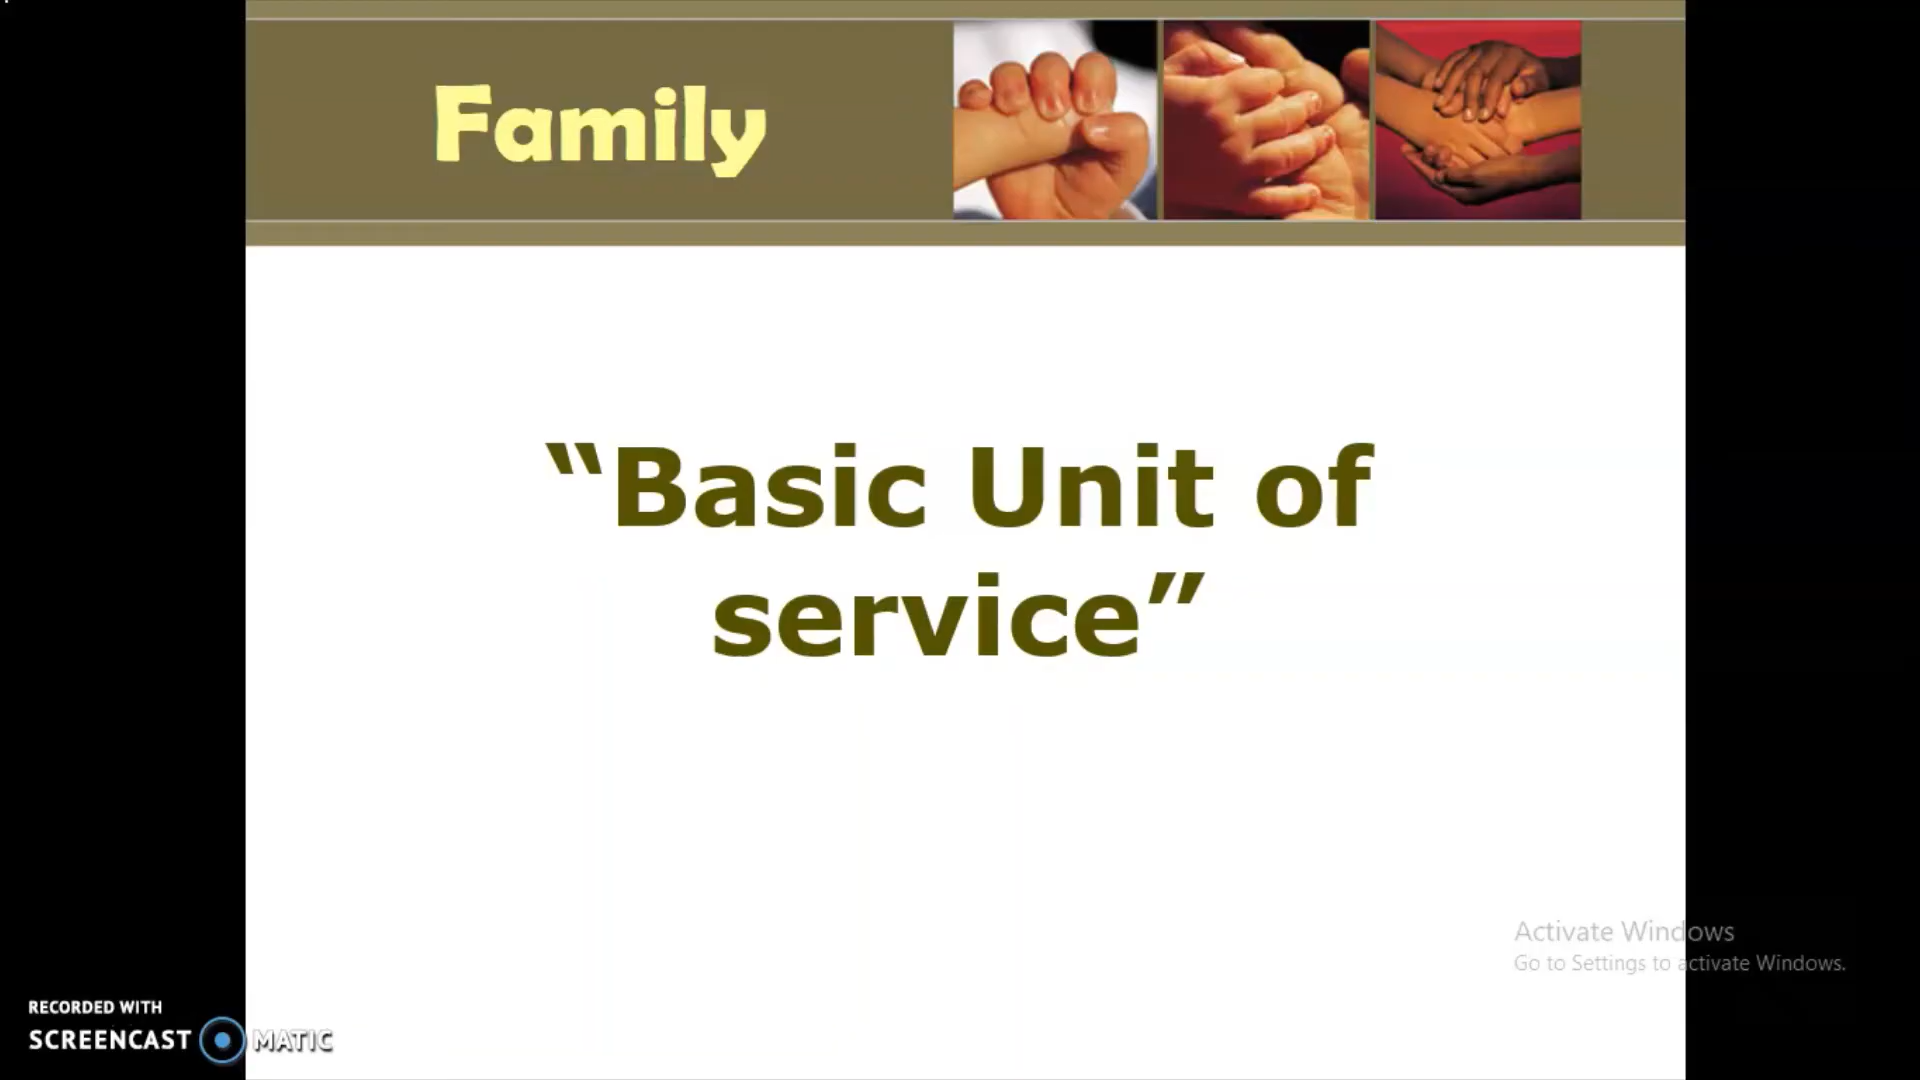 Family
“Basic Unit of
service”
Activate Windows
Go to Settings to activate Windows.
RECORDED WITH
SCREENCAST MATIC